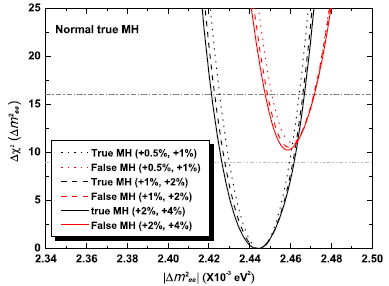 Normal true MH
25
20
15
10
5
0
Δχ² (Δm²ee)
True MH (+0.5%, +1%)
False MH (+0.5%, +1%)
True MH (+1%, +2%)
False MH (+1%, +2%)
true MH (+2%, +4%)
False MH (+2%, +4%)
2.34 2.36 2.38 2.40 2.42 2.44 2.46 2.48 2.50
|Δm²ee| (X10⁻³ eV²)